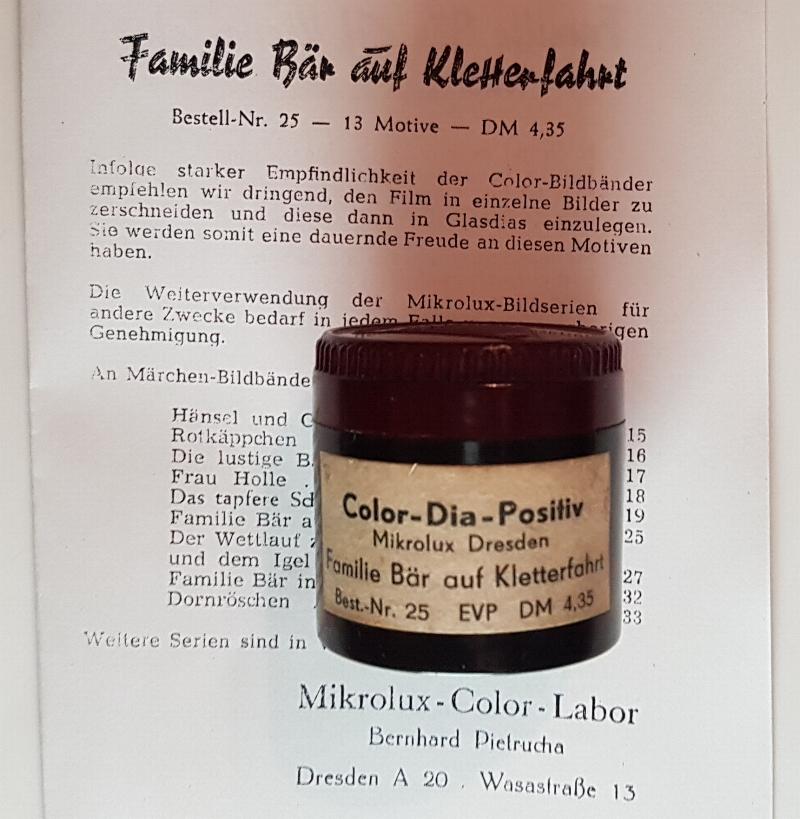 Familie Bär auf Kletterfahrt
Bestell-Nr. 25 — 13 Motive — DM 4,35
Infolge starker Empfindlichkeit der Color-Bildbänder
empfehlen wir dringend, den Film in einzelne Bilder zu
zerschneiden und diese dann in Glasdias einzulegen.
Sie werden somit eine dauernde Freude an diesen Motiven
haben.
Die Weiterverwendung der Mikrolux-Bildserien für
andere Zwecke bedarf in jedem
Genehmigung.
An Märchen-Bildbände
Hänsel und
Rotkäppchen 15
Die lustige 16
Frau Holle . 17
Das tapfere 18
Familie Bär a 19
Der Wettlauf 25
und dem Igel
Familie Bär in 27
Dornröschen 32
33
Weitere Serien sind in
Color-Dia-Positiv
Mikrolux Dresden
Familie Bär auf Kletterfahrt
Best.-Nr. 25 EVP DM 4,35
Mikrolux-Color-Labor
Bernhard Pietrucha
Dresden A 20 . Wasastraße 13